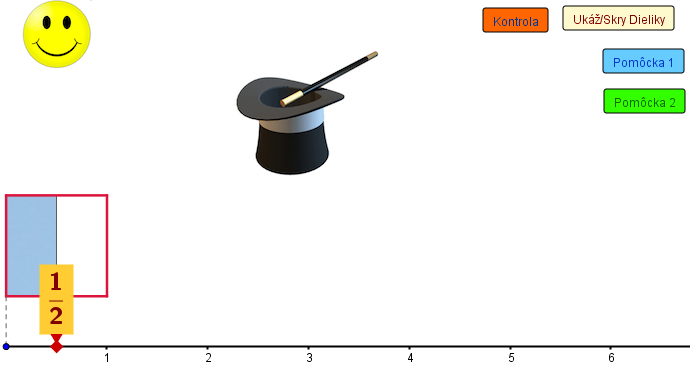 Kontrola
Ukáž/Skry Dieliky
Pomôcka 1
Pomôcka 2
1
2
1 2 3 4 5 6